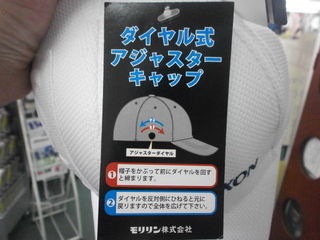 ダイヤル式
アジャスター
キャップ
アジャスターダイヤル
1 帽子をかぶって前にダイヤルを回す
と締まります。
2 ダイヤルを反対側にひねると元に
戻りますので全体を広げて下さい。
モリリン株式会社